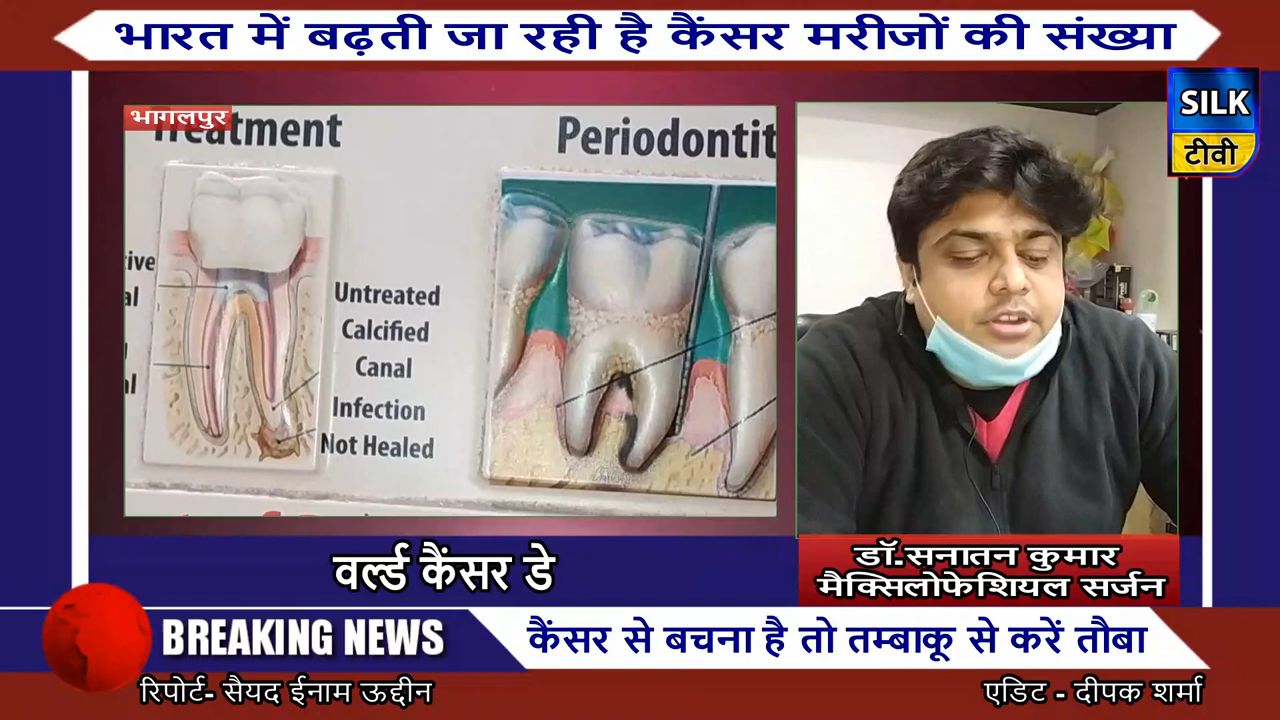 भारत में बढ़ती जा रही है कैंसर मरीजों की संख्या
SILK
टीवी
भागलपुर
Treatment
Periodontit
Untreated
Calcified
Canal
Infection
Not Healed
वर्ल्ड कैंसर डे
डॉ.सनातन कुमार
मैक्सिलोफेशियल सर्जन
BREAKING NEWS
कैंसर से बचना है तो तम्बाकू से करें तौबा
रिपोर्ट- सैयद ईनाम ऊद्दीन
एडिट - दीपक शर्मा